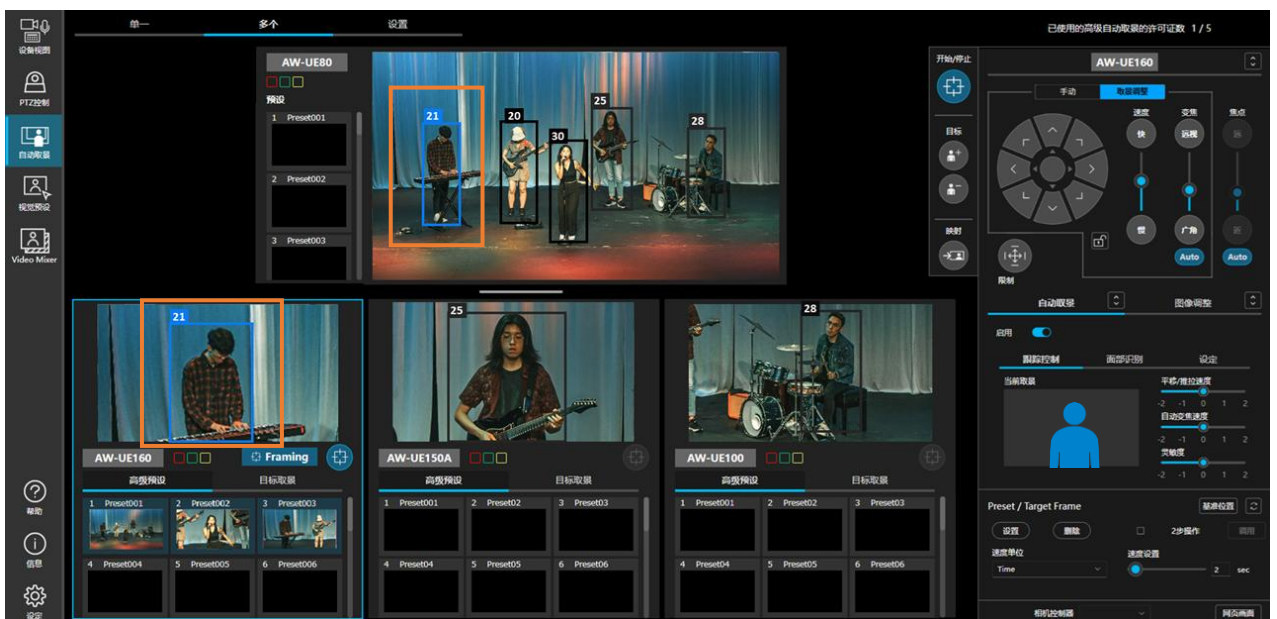 单一
多个
设置
已使用的高级自动取景的许可证数 1 / 5
设备视图
PTZ控制
自动取景
视觉预设
Video Mixer
帮助
信息
设定
AW-UE80
预设
1 Preset001
2 Preset002
3 Preset003
21
20
25
30
28
开始/停止
目标
映射
21
AW-UE160
Framing
高级预设
目标取景
1 Preset001
2 Preset002
3 Preset003
4 Preset004
5 Preset005
6 Preset006
25
AW-UE150A
高级预设
目标取景
1 Preset001
2 Preset02
3 Preset03
4 Preset04
5 Preset05
6 Preset06
28
AW-UE100
高级预设
目标取景
1 Preset001
2 Preset02
3 Preset03
4 Preset04
5 Preset05
6 Preset06
AW-UE160
手动
取景调整
速度
变焦
焦点
快
远视
远
慢
广角
近
Auto
Auto
限制
自动取景
图像调整
启用
跟踪控制
面部识别
设定
当前取景
平移/推拉速度
-2 -1 0 1 2
自动变焦速度
-2 -1 0 1 2
灵敏度
-2 -1 0 1 2
Preset / Target Frame
基准位置
设置
删除
2步操作
速度单位
速度设置
Time
2 sec
相机控制器
网页画面